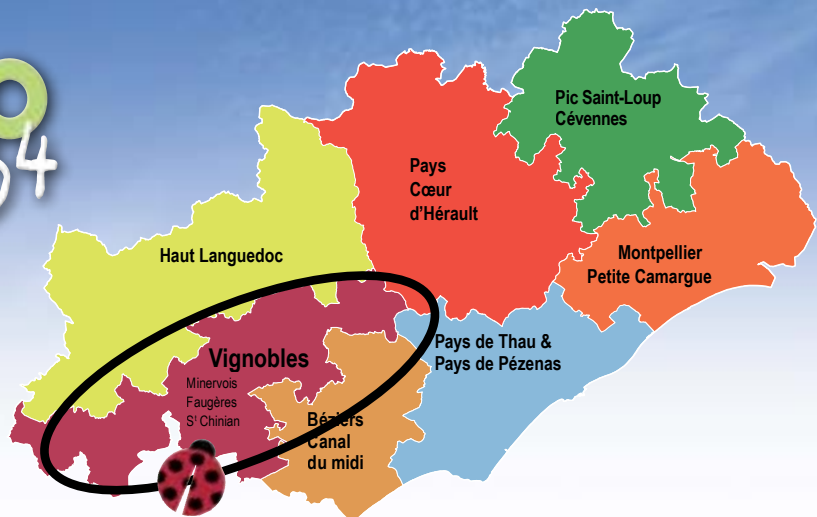 Pic Saint-Loup
Cévennes
Pays
Cœur
d'Hérault
Haut Languedoc
Montpellier
Petite Camargue
Pays de Thau &
Pays de Pézenas
Vignobles
Minervois
Faugères
St Chinian
Béziers
Canal
du midi